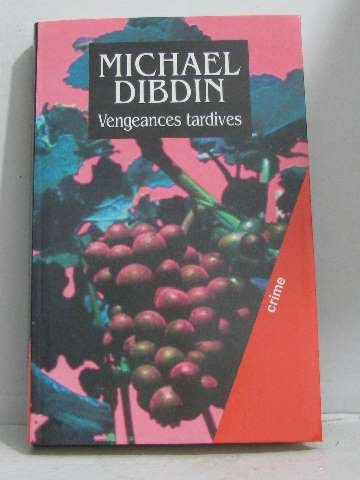 MICHAEL
DIBDIN
Vengeances tardives
crime